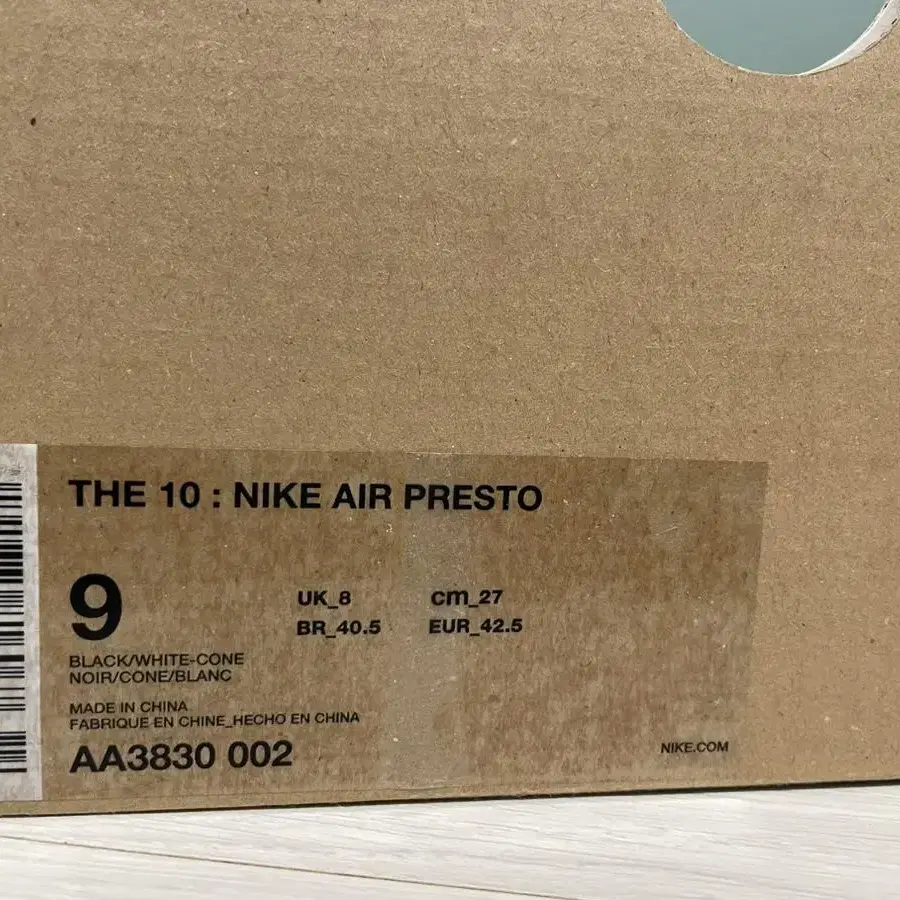 THE 10 : NIKE AIR PRESTO
9
UK_8 cm_27
BR_40.5 EUR_42.5
BLACK/WHITE-CONE
NOIR/CONE/BLANC
MADE IN CHINA
FABRIQUE EN CHINE_HECHO EN CHINA
AA3830 002
NIKE.COM